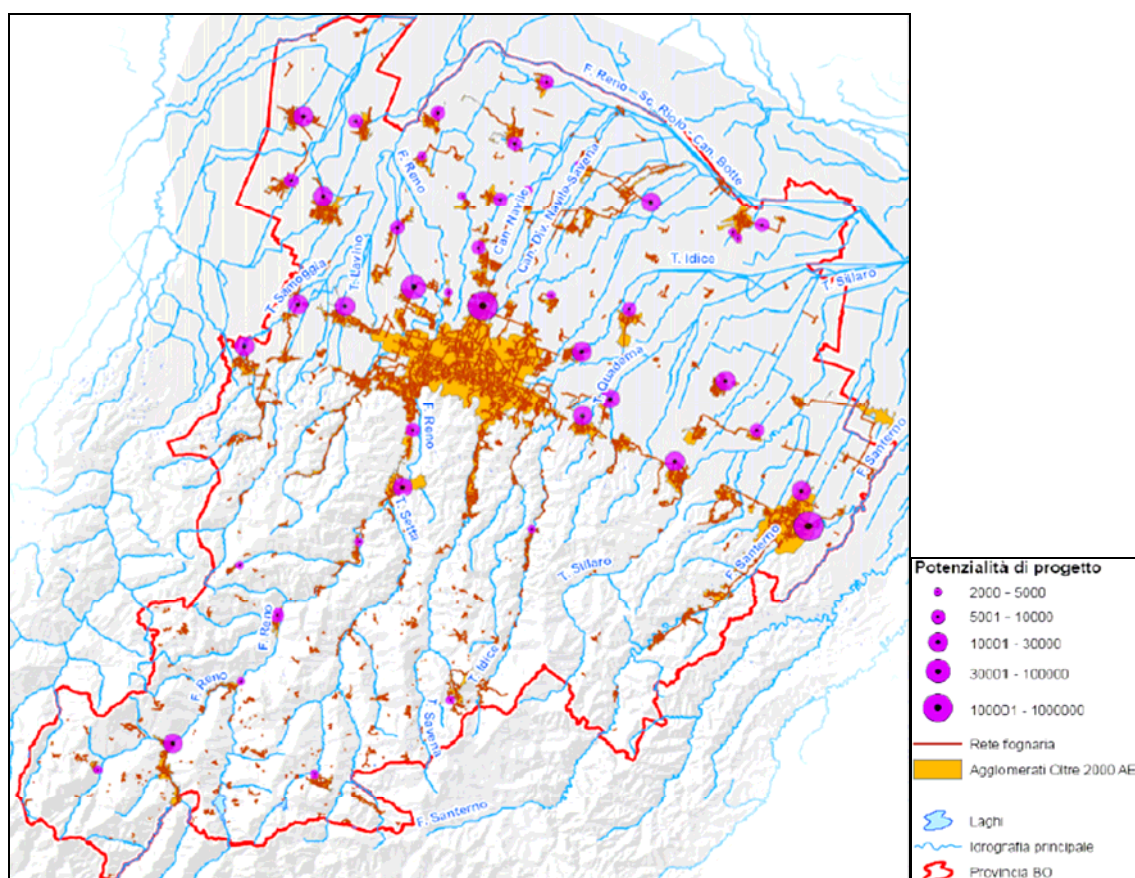 F. Reno - Sc. Riolo - Can. Botte
F. Reno
Can. Navile
Can. Div. Navile-Savena
T. Samoggia
T. Lavino
T. Idice
T. Sillaro
T. Quaderna
F. Reno
F. Santerno
T. Setta
T. Sillaro
F. Santerno
F. Reno
F. Reno
T. Idice
T. Savena
F. Santerno
Potenzialità di progetto
2000 - 5000
5001 - 10000
10001 - 30000
30001 - 100000
100001 - 1000000
Rete fognaria
Agglomerati Oltre 2000 AE
Laghi
Idrografia principale
Provincia BO